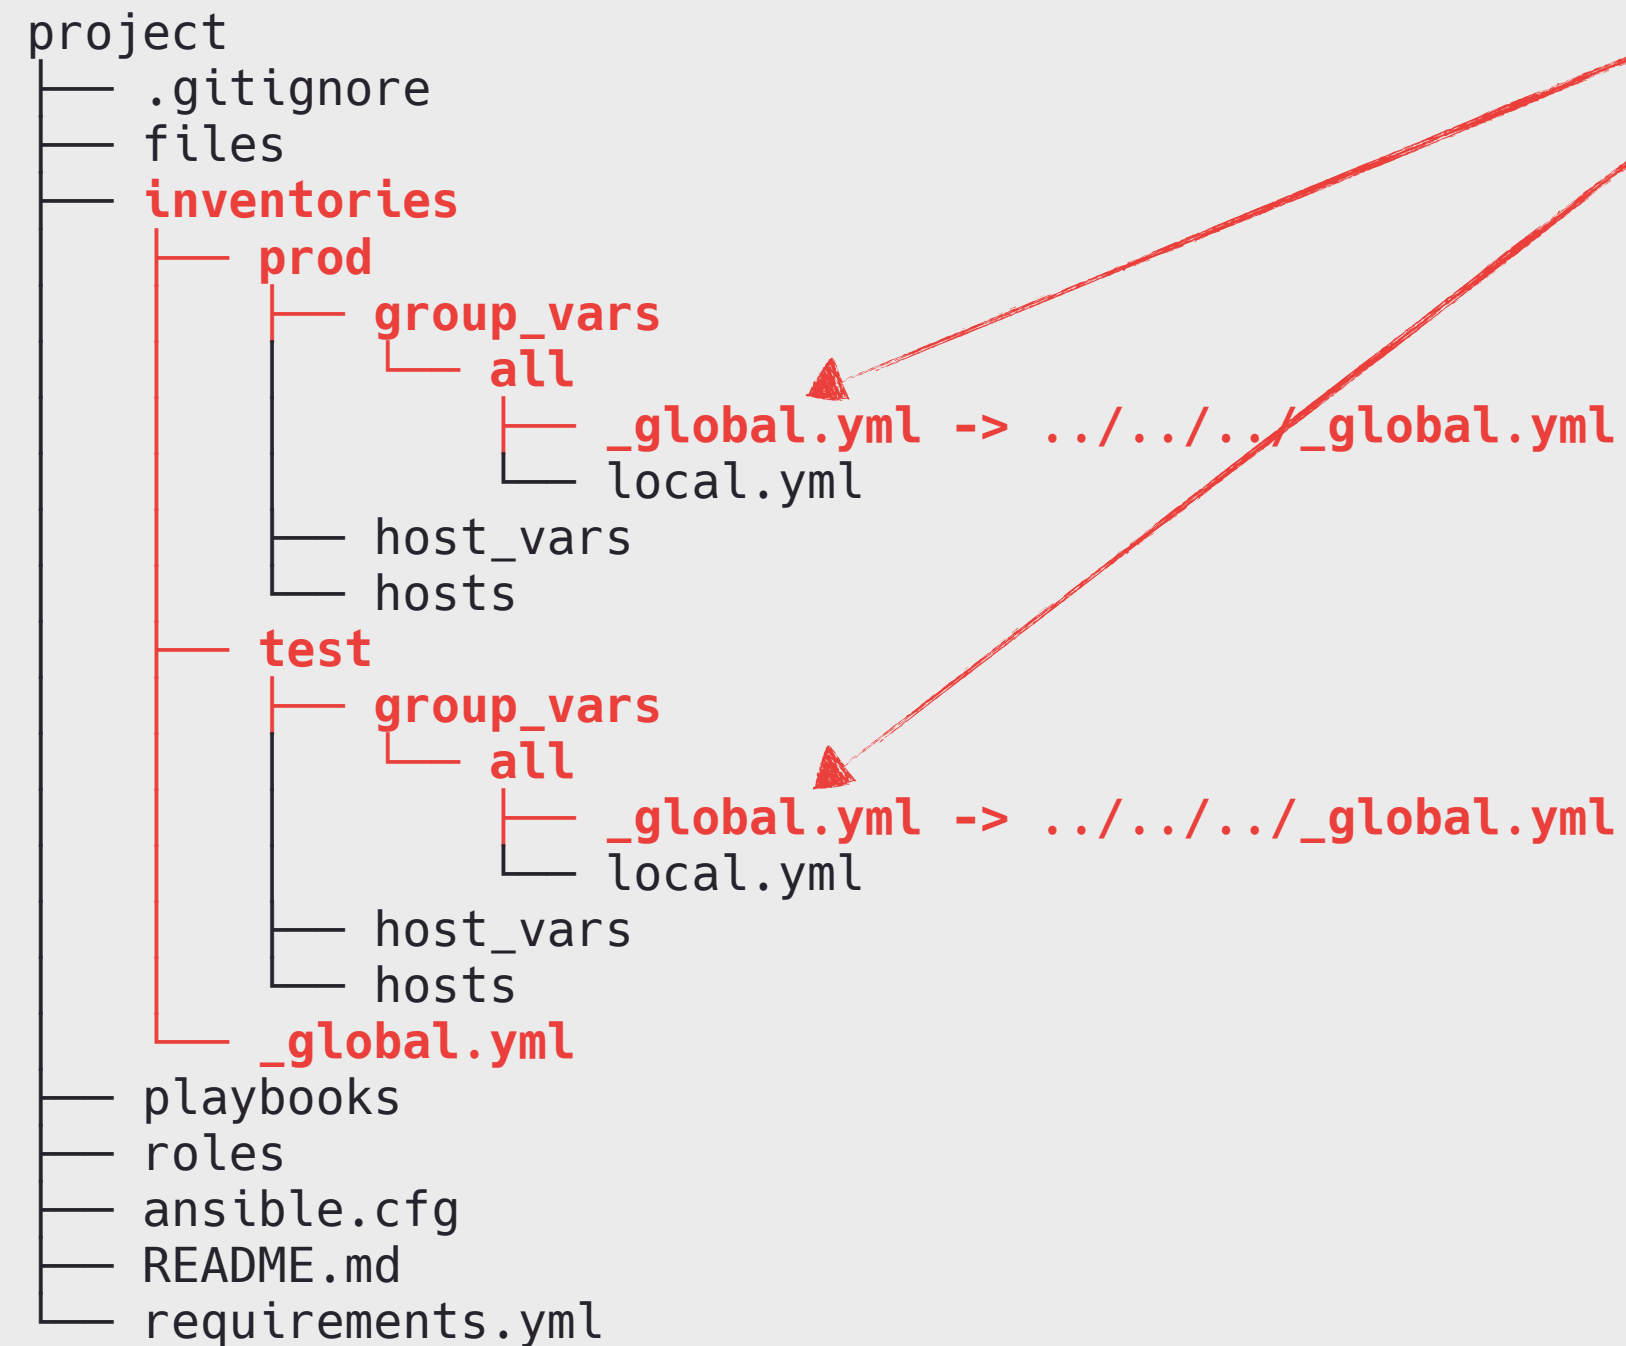 project
.gitignore
files
inventories
prod
group_vars
all
_global.yml -> ../../../_global.yml
local.yml
host_vars
hosts
test
group_vars
all
_global.yml -> ../../../_global.yml
local.yml
host_vars
hosts
_global.yml
playbooks
roles
ansible.cfg
README.md
requirements.yml